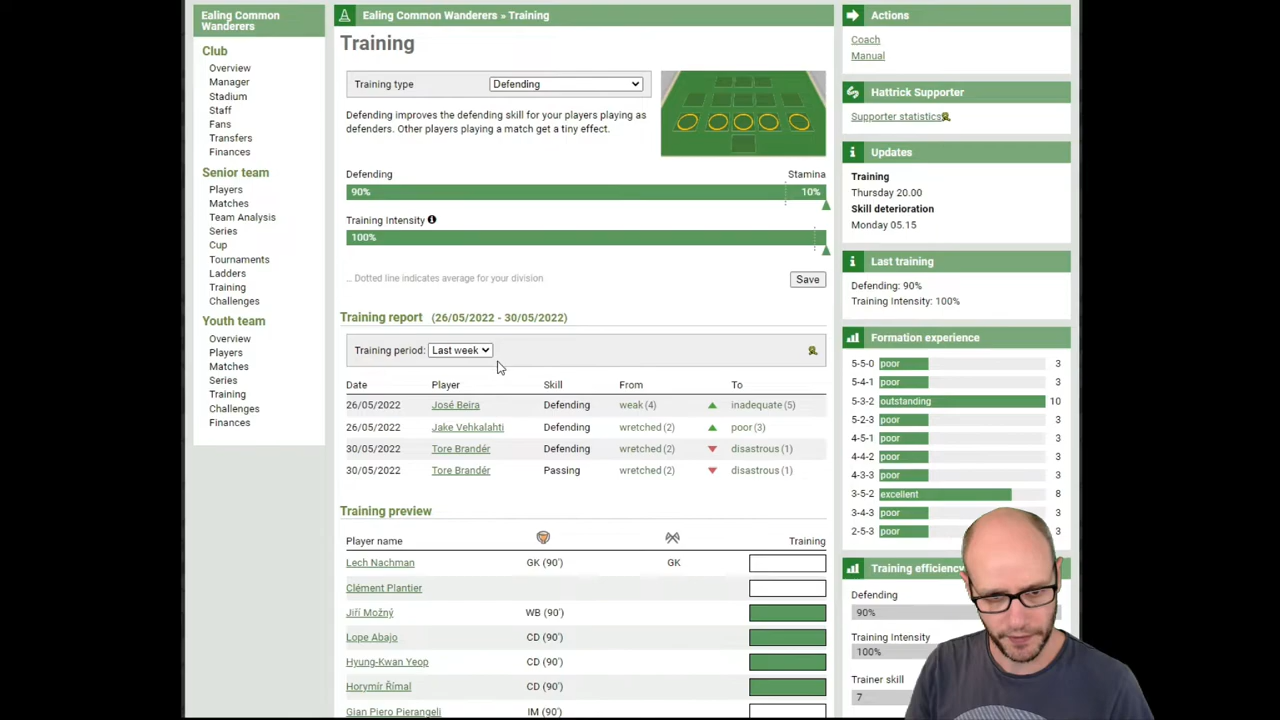 Ealing Common
Wanderers
Club
Overview
Manager
Stadium
Staff
Fans
Transfers
Finances
Senior team
Players
Matches
Team Analysis
Series
Cup
Tournaments
Ladders
Training
Challenges
Youth team
Overview
Players
Matches
Series
Training
Challenges
Finances
Ealing Common Wanderers » Training
Training
Training type Defending
Defending improves the defending skill for your players playing as
defenders. Other players playing a match get a tiny effect.
Defending Stamina
90% 10%
Training Intensity
100%
... Dotted line indicates average for your division
Save
Training report (26/05/2022 - 30/05/2022)
Training period: Last week
Date Player Skill From To
26/05/2022 José Beira Defending weak (4) inadequate (5)
26/05/2022 Jake Vehkalahti Defending wretched (2) poor (3)
30/05/2022 Tore Brandér Defending wretched (2) disastrous (1)
30/05/2022 Tore Brandér Passing wretched (2) disastrous (1)
Training preview
Player name Training
Lech Nachman GK (90') GK
Clément Plantier
Jiří Možný WB (90')
Lope Abajo CD (90')
Hyung-Kwan Yeop CD (90')
Horymír Římal CD (90')
Gian Piero Pierangeli IM (90')
Actions
Coach
Manual
Hattrick Supporter
Supporter statistics
Updates
Training
Thursday 20.00
Skill deterioration
Monday 05.15
Last training
Defending: 90%
Training Intensity: 100%
Formation experience
5-5-0 poor 3
5-4-1 poor 3
5-3-2 outstanding 10
5-2-3 poor 3
4-5-1 poor 3
4-4-2 poor 3
4-3-3 poor 3
3-5-2 excellent 8
3-4-3 poor 3
2-5-3 poor 3
Training efficiency
Defending
90%
Training Intensity
100%
Trainer skill
7